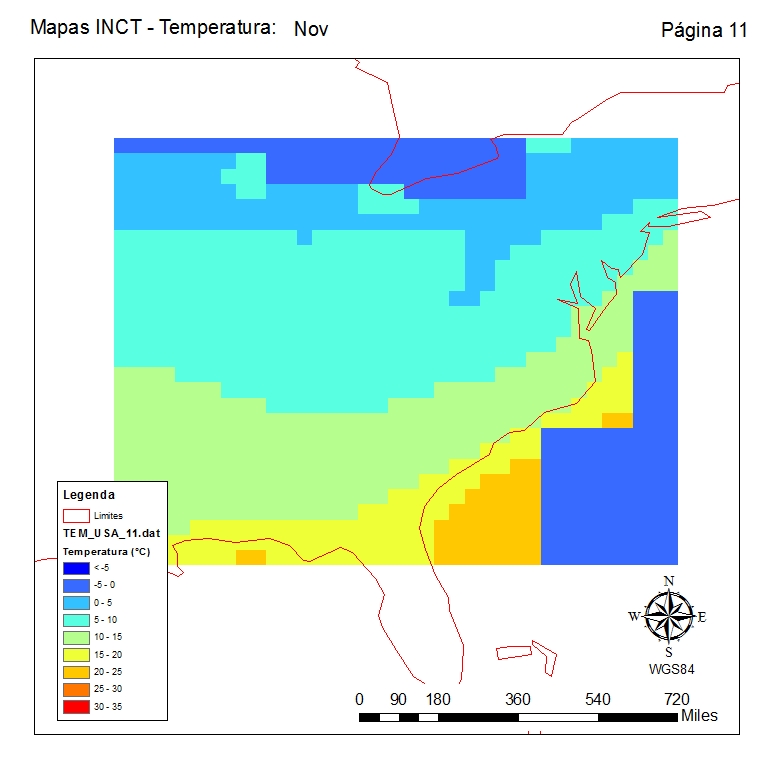 Mapas INCT - Temperatura: Nov
Página 11
Legenda
Limites
TEM_USA_11.dat
Temperatura (°C)
< -5
-5 - 0
0 - 5
5 - 10
10 - 15
15 - 20
20 - 25
25 - 30
30 - 35
N
W E
S
WGS84
0 90 180 360 540 720
Miles